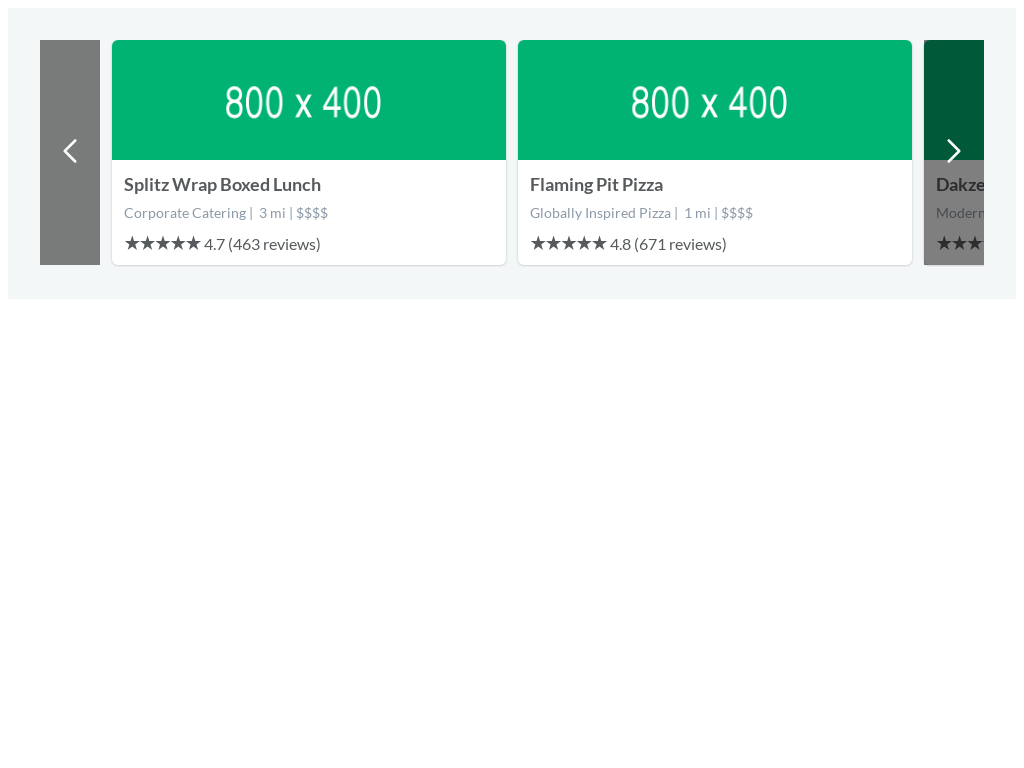 800 x 400
Splitz Wrap Boxed Lunch
Corporate Catering | 3 mi | $$$$
★★★★★ 4.7 (463 reviews)
800 x 400
Flaming Pit Pizza
Globally Inspired Pizza | 1 mi | $$$$
★★★★★ 4.8 (671 reviews)
Dakze
Modern
★★★